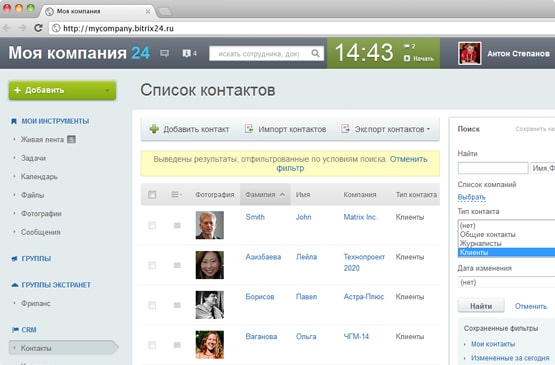 Моя компания
http://mycompany.bitrix24.ru
Моя компания 24
4
искать сотрудника, док
14:43
2
Начать
Антон Степанов
Добавить
Список контактов
МОИ ИНСТРУМЕНТЫ
Живая лента 5
Задачи
Календарь
Файлы
Фотографии
Сообщения
ГРУППЫ
ГРУППЫ ЭКСТРАНЕТ
Фриланс
CRM
Контакты
Добавить контакт
Импорт контактов
Экспорт контактов
Выведены результаты, отфильтрованные по условиям поиска. Отменить
фильтр
Фотография Фамилия Имя Компания Тип контакта
Smith John Matrix Inc. Клиенты
Азизбаева Лейла Технопроект
2020 Клиенты
Борисов Павел Астра-Плюс Клиенты
Ваганова Ольга ЧГМ-14 Клиенты
Поиск Сохранить на
Найти
Имя,Ф
Список компаний
Выбрать
Тип контакта
(нет)
Общие контакты
Журналисты
Клиенты
Дата изменения
(нет)
Найти Отменить
Сохраненные фильтры
Мои контакты
Измененные за сегодня